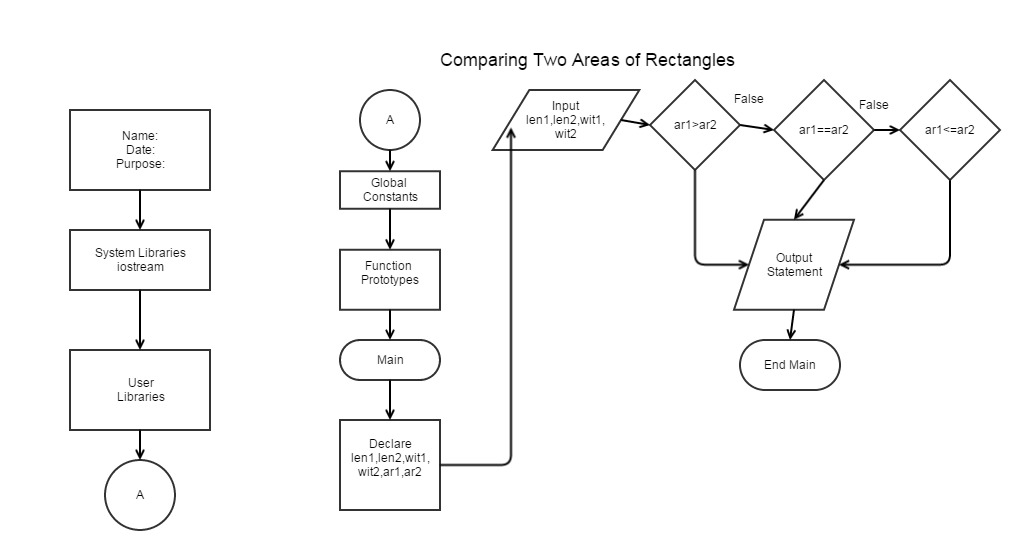 Comparing Two Areas of Rectangles
Name:
Date:
Purpose:
System Libraries
iostream
User
Libraries
A
A
Global
Constants
Function
Prototypes
Main
Declare
len1,len2,wit1,
wit2,ar1,ar2
Input
len1,len2,wit1,
wit2
ar1>ar2
False
ar1==ar2
False
ar1<=ar2
Output
Statement
End Main